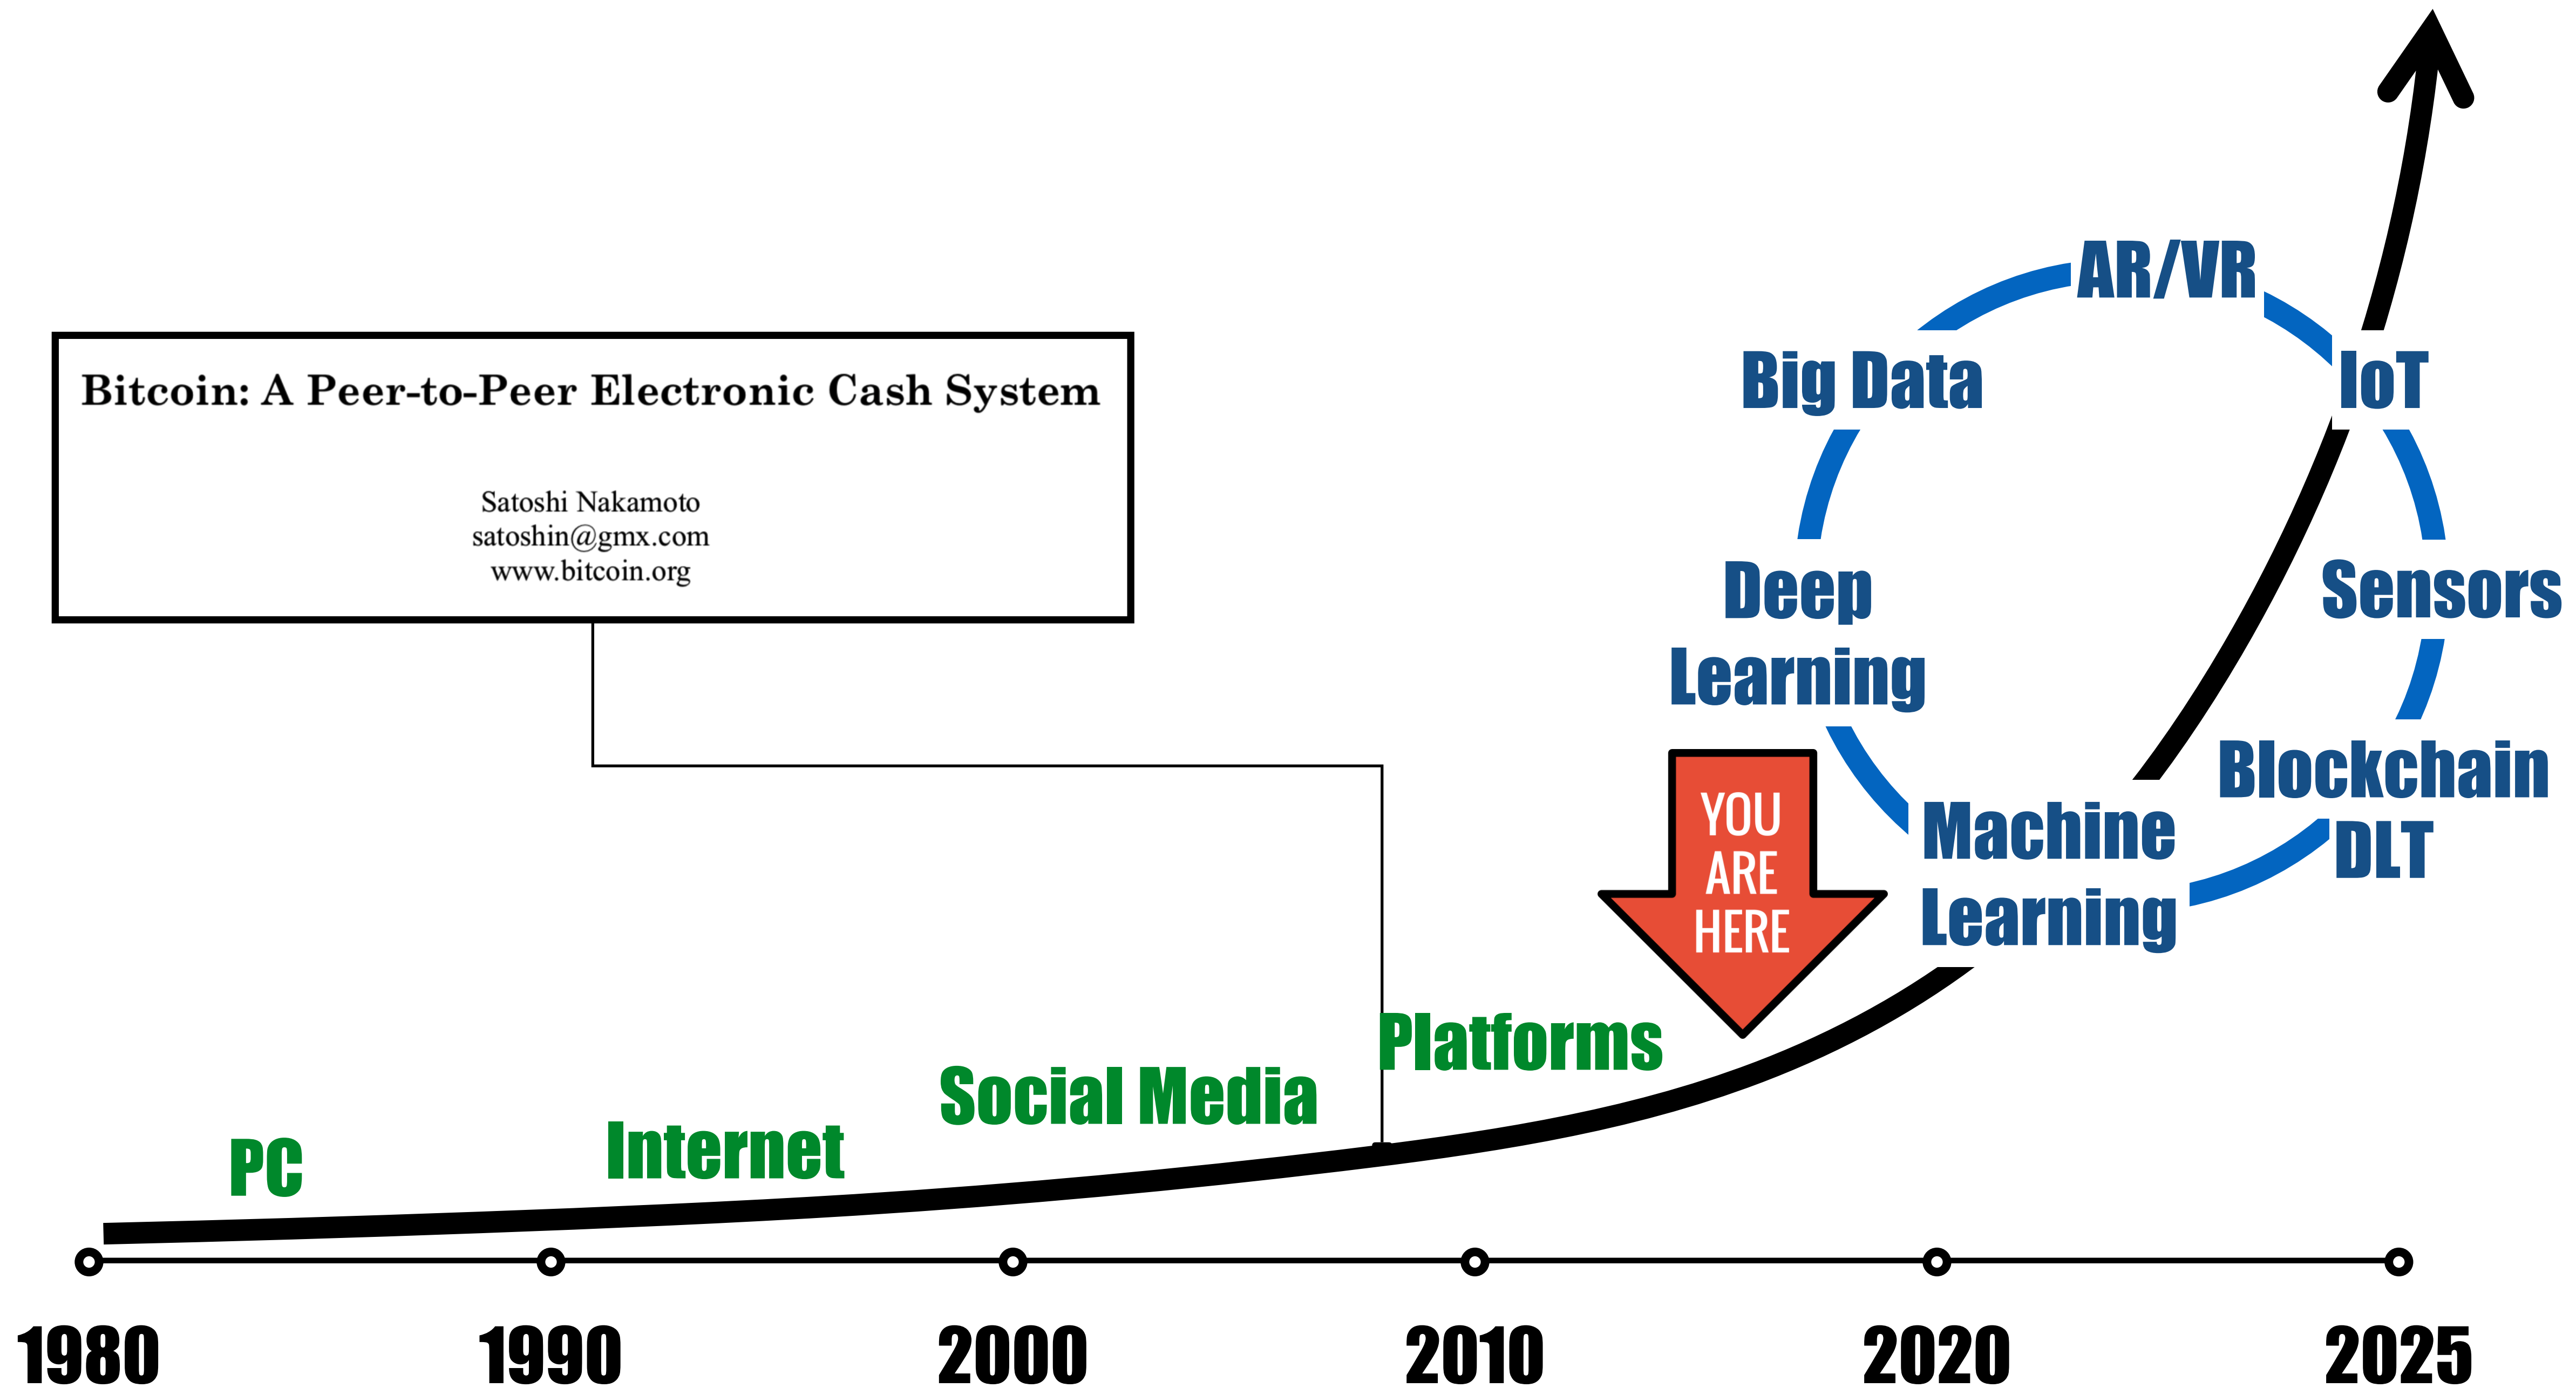 Bitcoin: A Peer-to-Peer Electronic Cash System
Satoshi Nakamoto
satoshin@gmx.com
www.bitcoin.org
PC
Internet
Social Media
Platforms
YOU
ARE
HERE
AR/VR
Big Data
IoT
Deep
Learning
Sensors
Blockchain
DLT
Machine
Learning
1980
1990
2000
2010
2020
2025